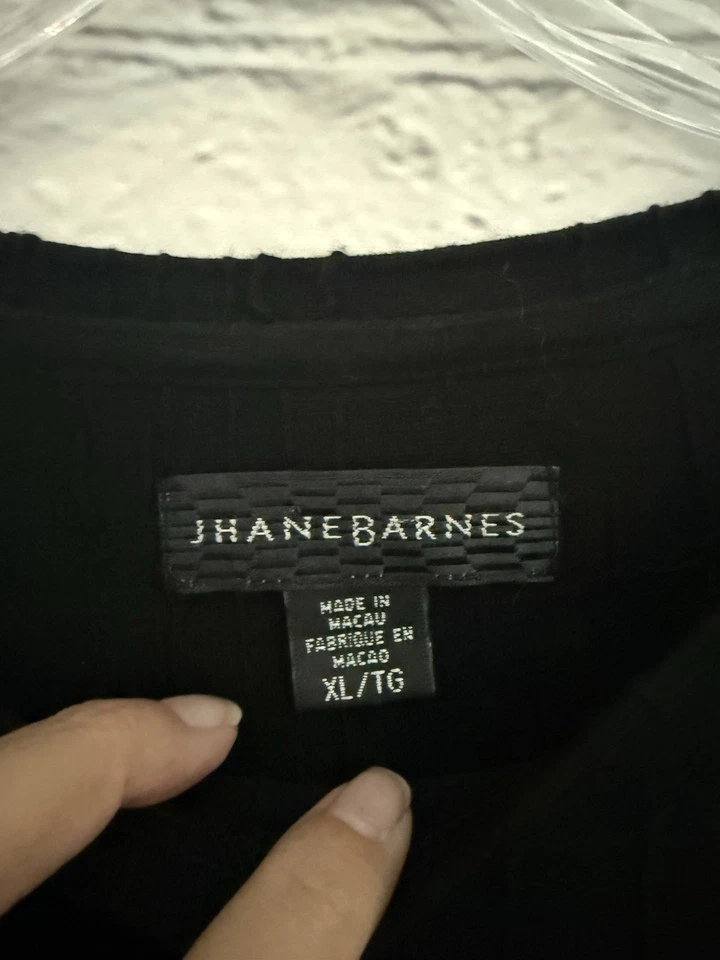 JHANEBARNES
MADE IN
MACAU
FABRIQUE EN
MACAO
XL/TG